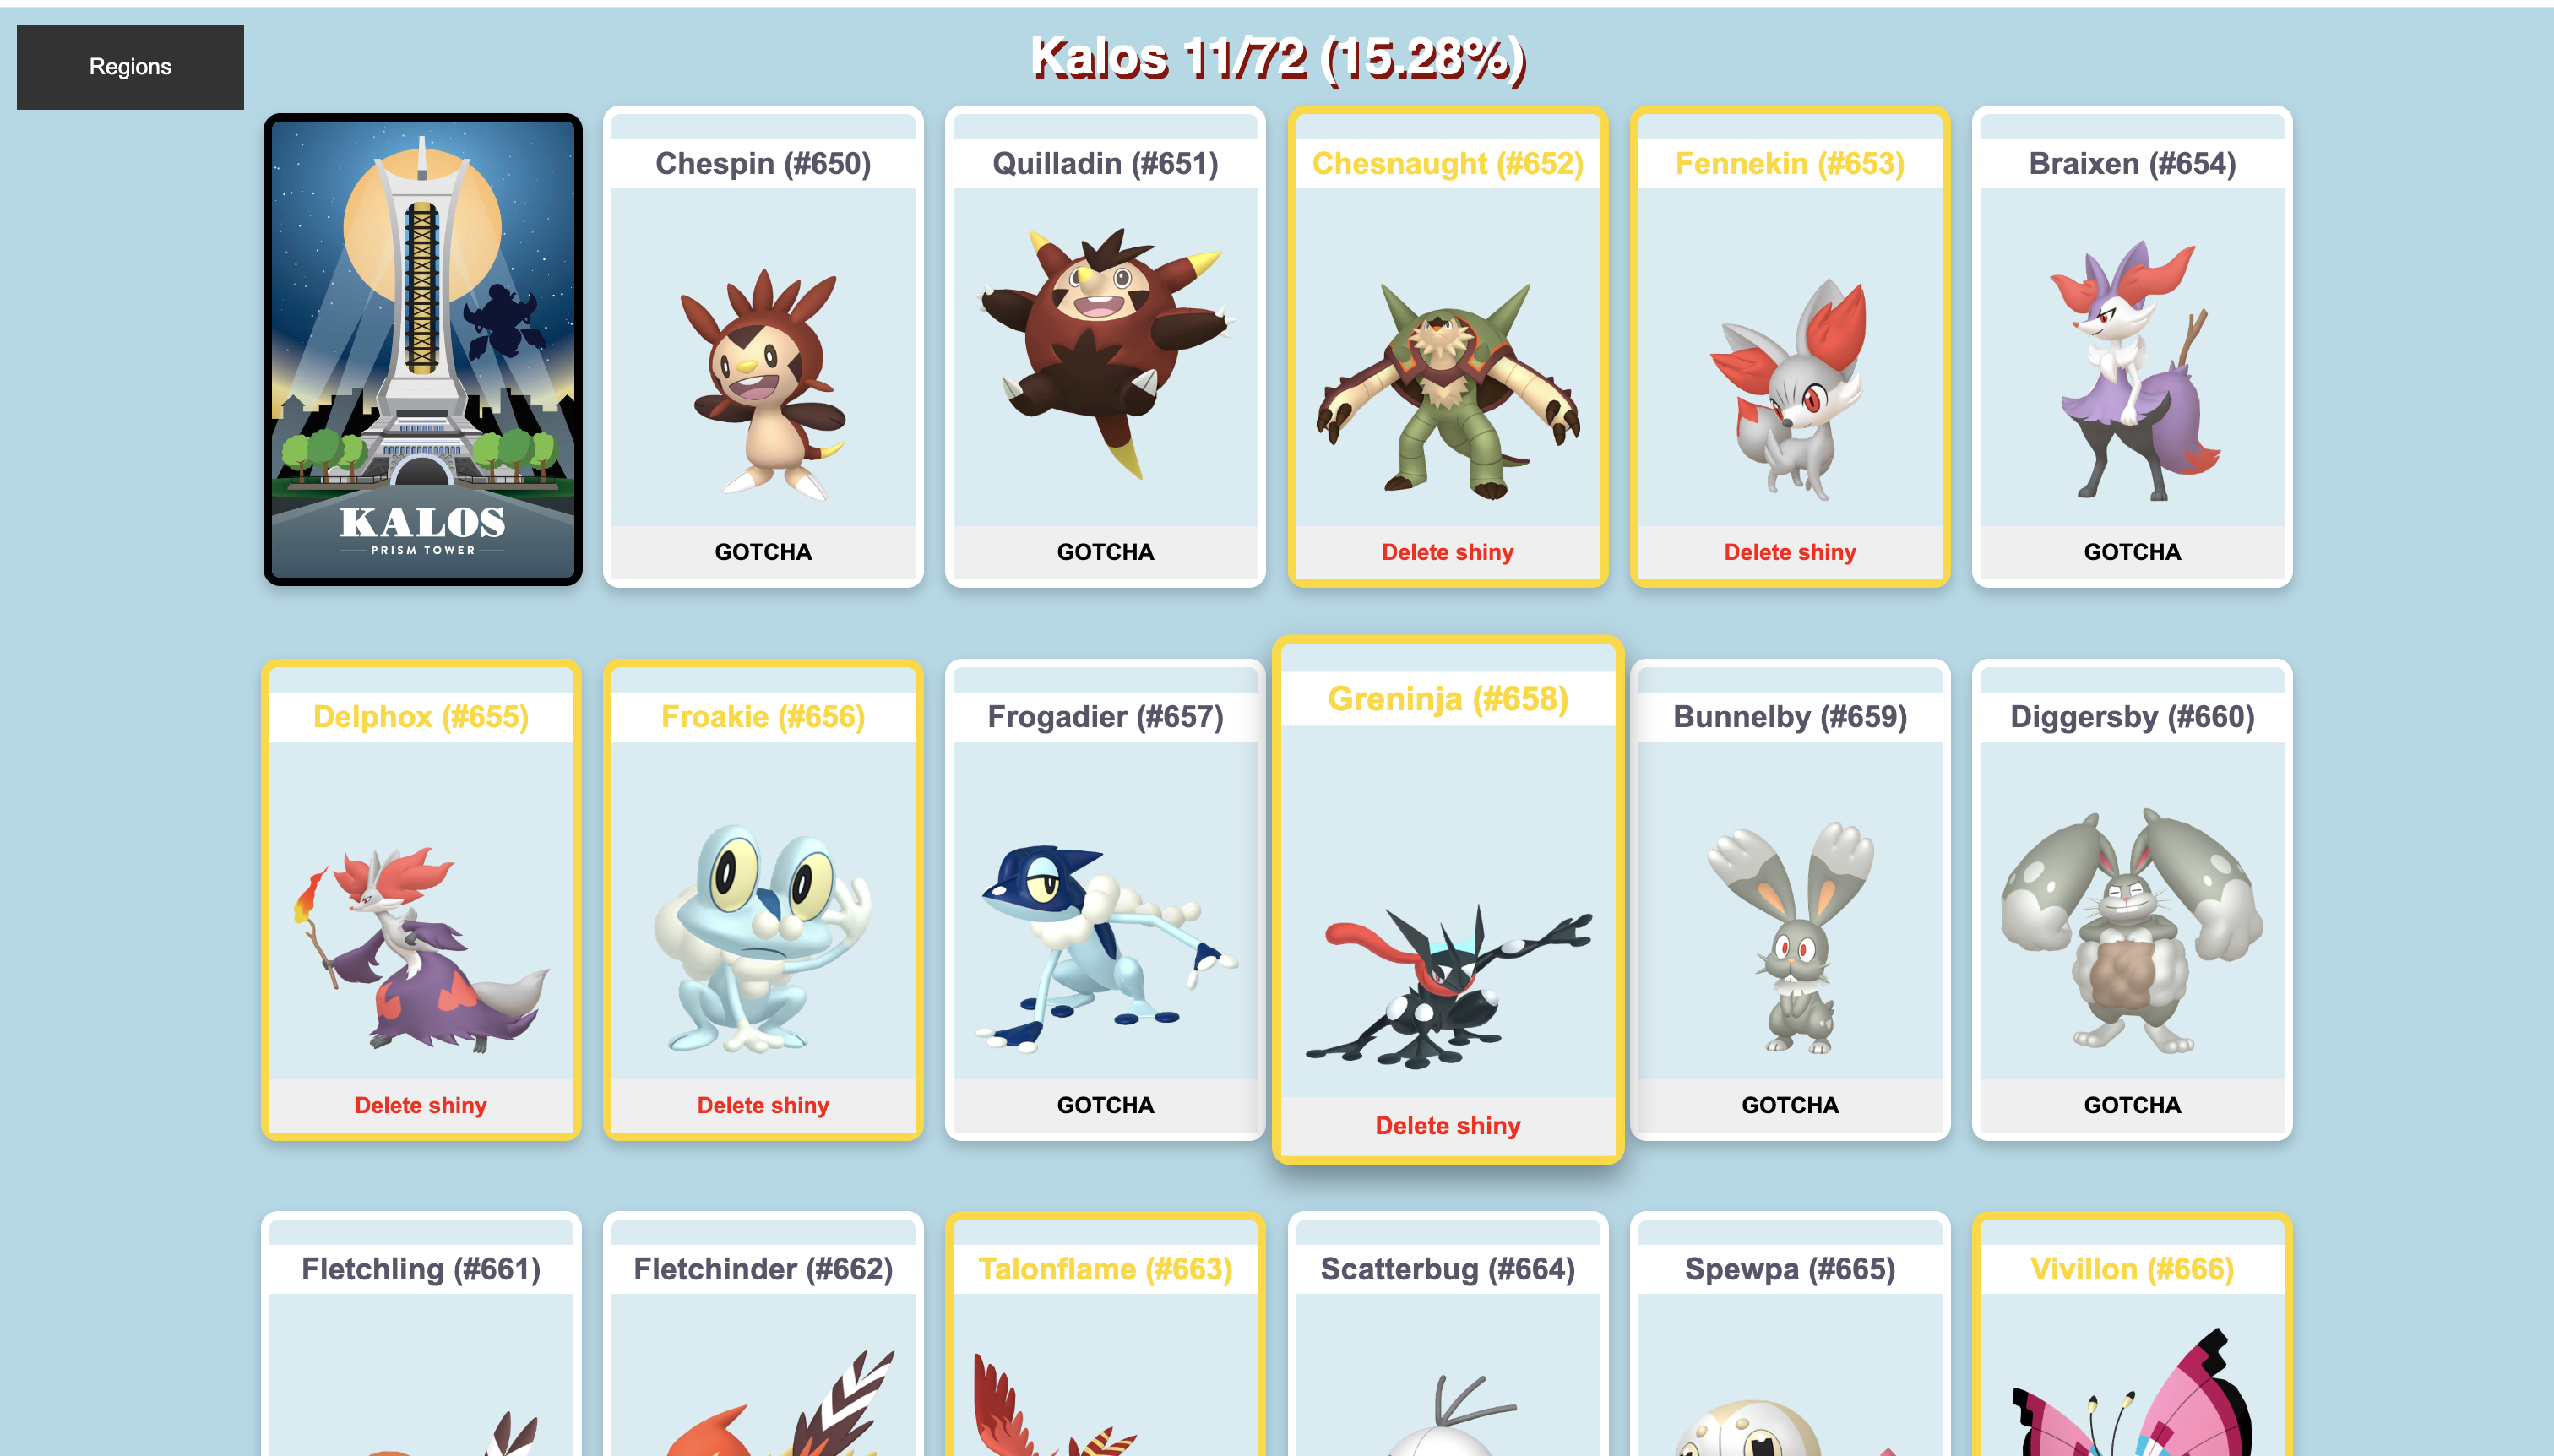 Regions
Kalos 11/72 (15.28%)
KALOS
PRISM TOWER
Chespin (#650)
GOTCHA
Quilladin (#651)
GOTCHA
Chesnaught (#652)
Delete shiny
Fennekin (#653)
Delete shiny
Braixen (#654)
GOTCHA
Delphox (#655)
Delete shiny
Froakie (#656)
Delete shiny
Frogadier (#657)
GOTCHA
Greninja (#658)
Delete shiny
Bunnelby (#659)
GOTCHA
Diggersby (#660)
GOTCHA
Fletchling (#661)
Fletchinder (#662)
Talonflame (#663)
Scatterbug (#664)
Spewpa (#665)
Vivillon (#666)